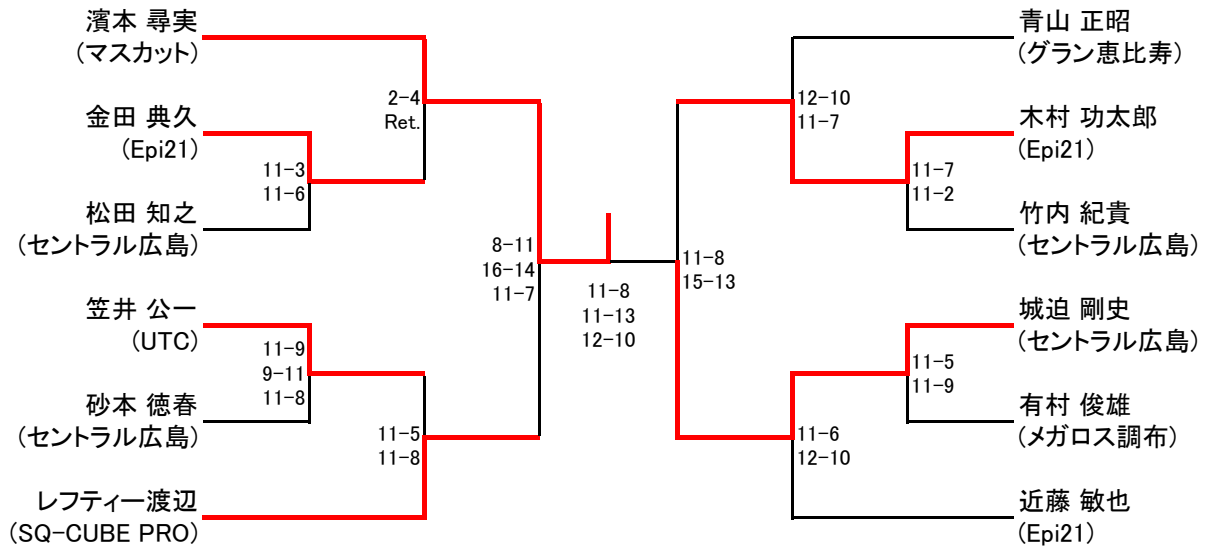 濱本 尋実
(マスカット)
金田 典久
(Epi21)
松田 知之
(セントラル広島)
笠井 公一
(UTC)
砂本 徳春
(セントラル広島)
レフティー渡辺
(SQ-CUBE PRO)
2-4
Ret.
11-3
11-6
11-9
9-11
11-8
11-5
11-8
8-11
16-14
11-7
11-8
11-13
12-10
11-8
15-13
12-10
11-7
11-7
11-2
11-5
11-9
11-6
12-10
青山 正昭
(グラン恵比寿)
木村 功太郎
(Epi21)
竹内 紀貴
(セントラル広島)
城迫 剛史
(セントラル広島)
有村 俊雄
(メガロス調布)
近藤 敏也
(Epi21)